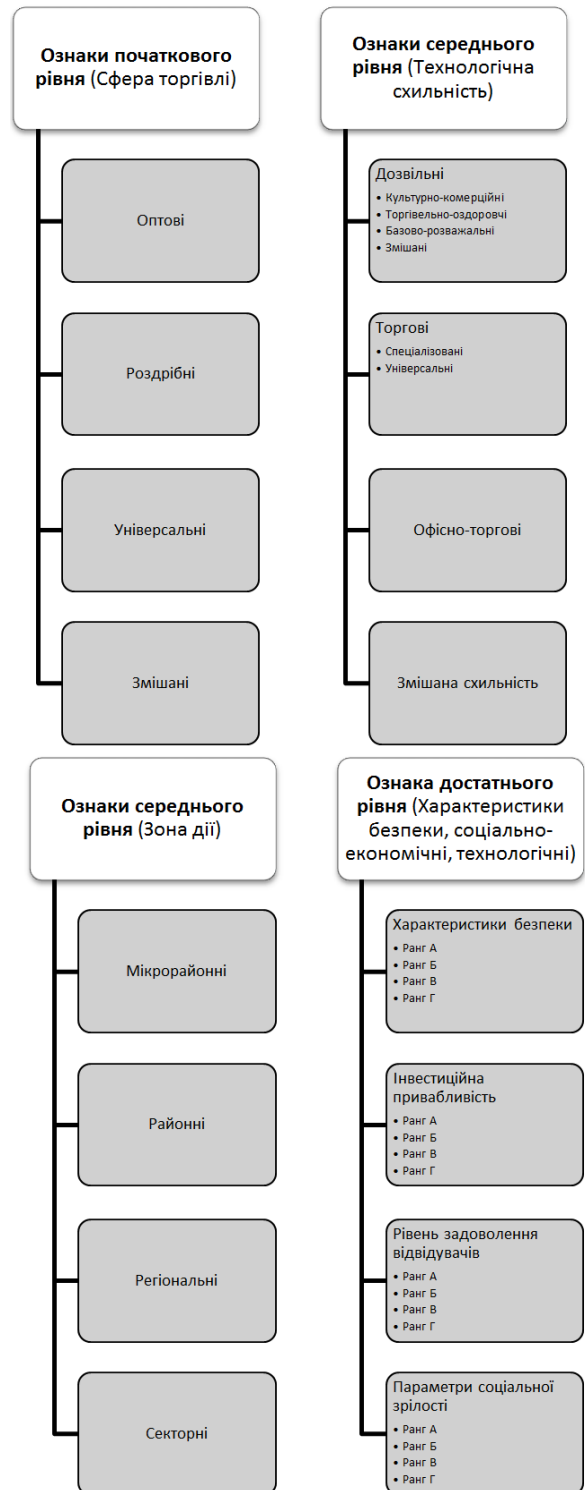 Ознаки початкового
рівня (Сфера торгівлі)
Оптові
Роздрібні
Універсальні
Змішані
Ознаки середнього
рівня (Технологічна
схильність)
Дозвільні
• Культурно-комерційні
• Торгівельно-оздоровчі
• Базово-розважальні
• Змішані
Торгові
• Спеціалізовані
• Універсальні
Офісно-торгові
Змішана схильність
Ознаки середнього
рівня (Зона дії)
Мікрорайонні
Районні
Регіональні
Секторні
Ознака достатнього
рівня (Характеристики
безпеки, соціально-
економічні, технологічні)
Характеристики безпеки
• Ранг А
• Ранг Б
• Ранг В
• Ранг Г
Інвестиційна
привабливість
• Ранг А
• Ранг Б
• Ранг В
• Ранг Г
Рівень задоволення
відвідувачів
• Ранг А
• Ранг Б
• Ранг В
• Ранг Г
Параметри соціальної
зрілості
• Ранг А
• Ранг Б
• Ранг В
• Ранг Г